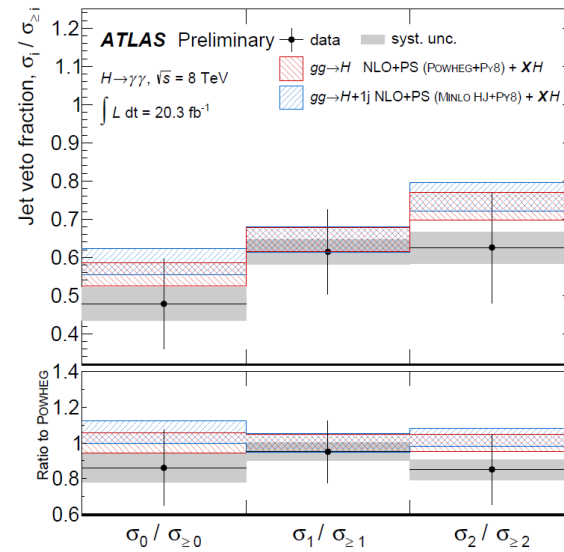 ATLAS Preliminary
H→γγ, √s = 8 TeV
∫ L dt = 20.3 fb⁻¹
data
syst. unc.
gg→H NLO+PS (POWHEG+PY8) + XH
gg→H+1j NLO+PS (MINLO HJ+PY8) + XH
Jet veto fraction, σᵢ / σ≥ᵢ
1.2
1.1
1
0.9
0.8
0.7
0.6
0.5
0.4
Ratio to POWHEG
1.4
1.2
1
0.8
0.6
σ₀ / σ≥₀
σ₁ / σ≥₁
σ₂ / σ≥₂